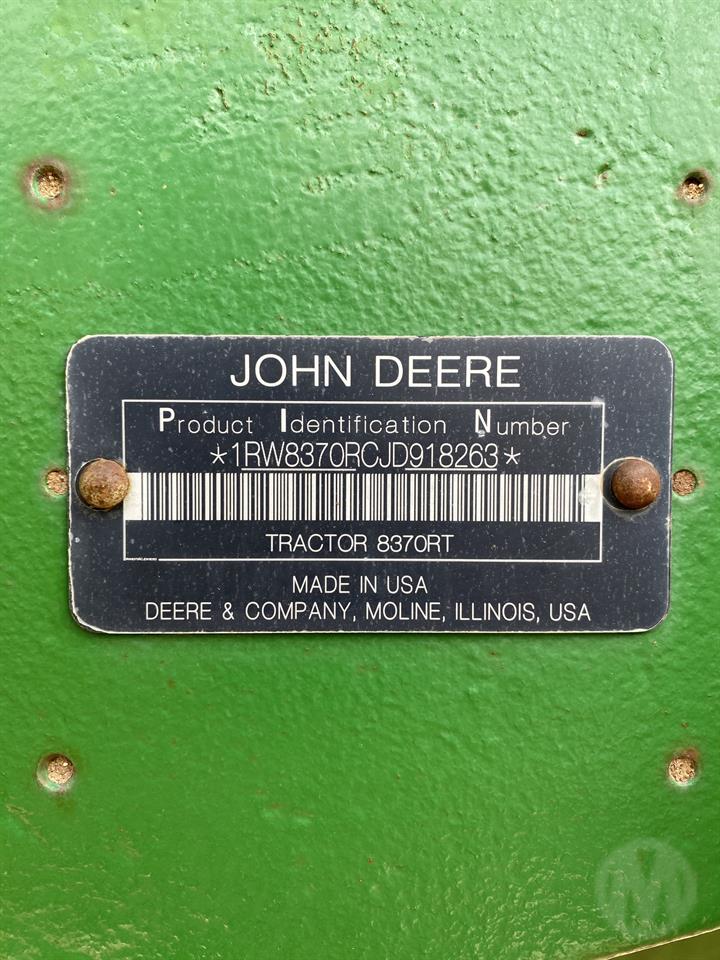 JOHN DEERE
Product Identification Number
*1RW8370RCJD918263*
TRACTOR 8370RT
MADE IN USA
DEERE & COMPANY, MOLINE, ILLINOIS, USA
M